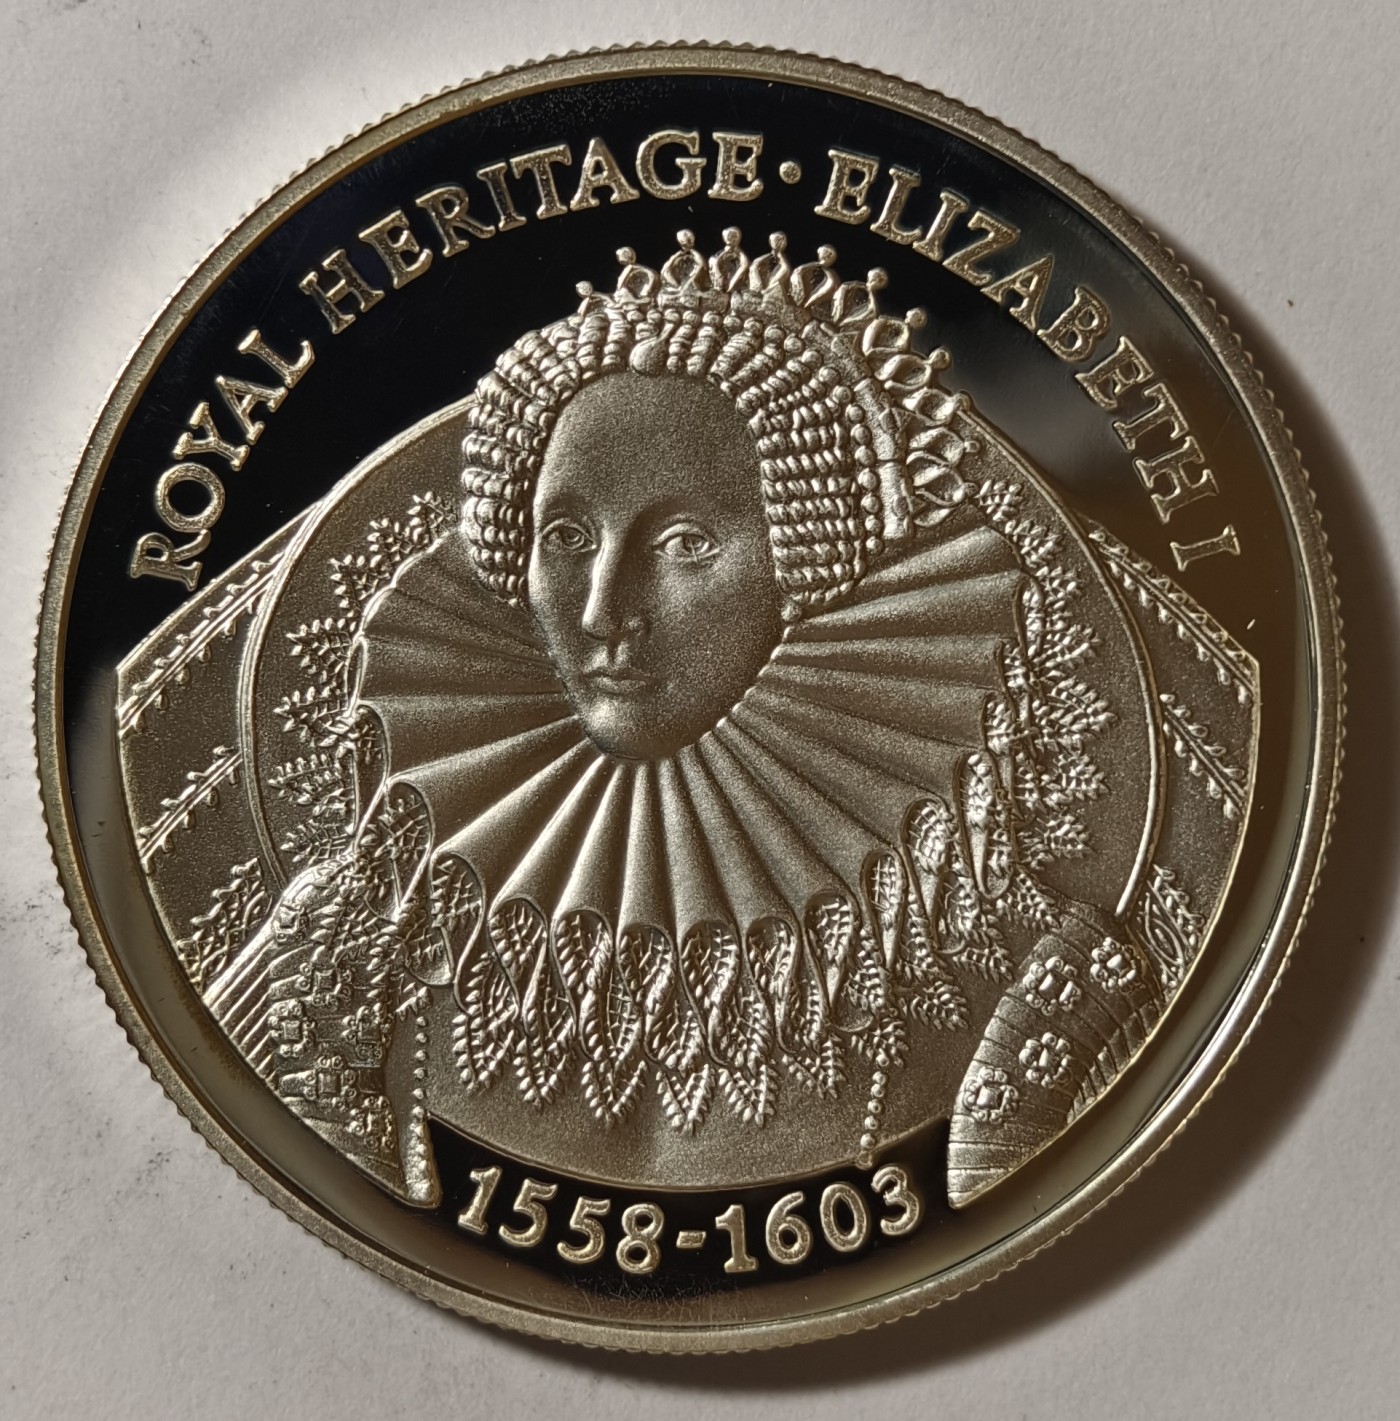 ROYAL HERITAGE · ELIZABETH I
1558-1603